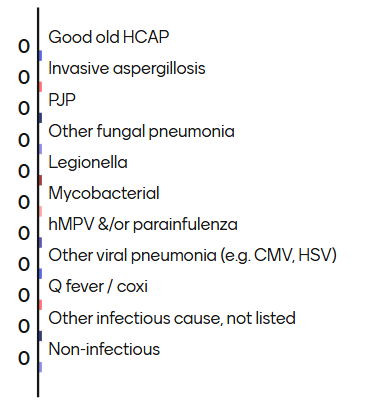 Good old HCAP
0
Invasive aspergillosis
0
PJP
0
Other fungal pneumonia
0
Legionella
0
Mycobacterial
0
hMPV &/or parainfulenza
0
Other viral pneumonia (e.g. CMV, HSV)
0
Q fever / coxi
0
Other infectious cause, not listed
0
Non-infectious
0